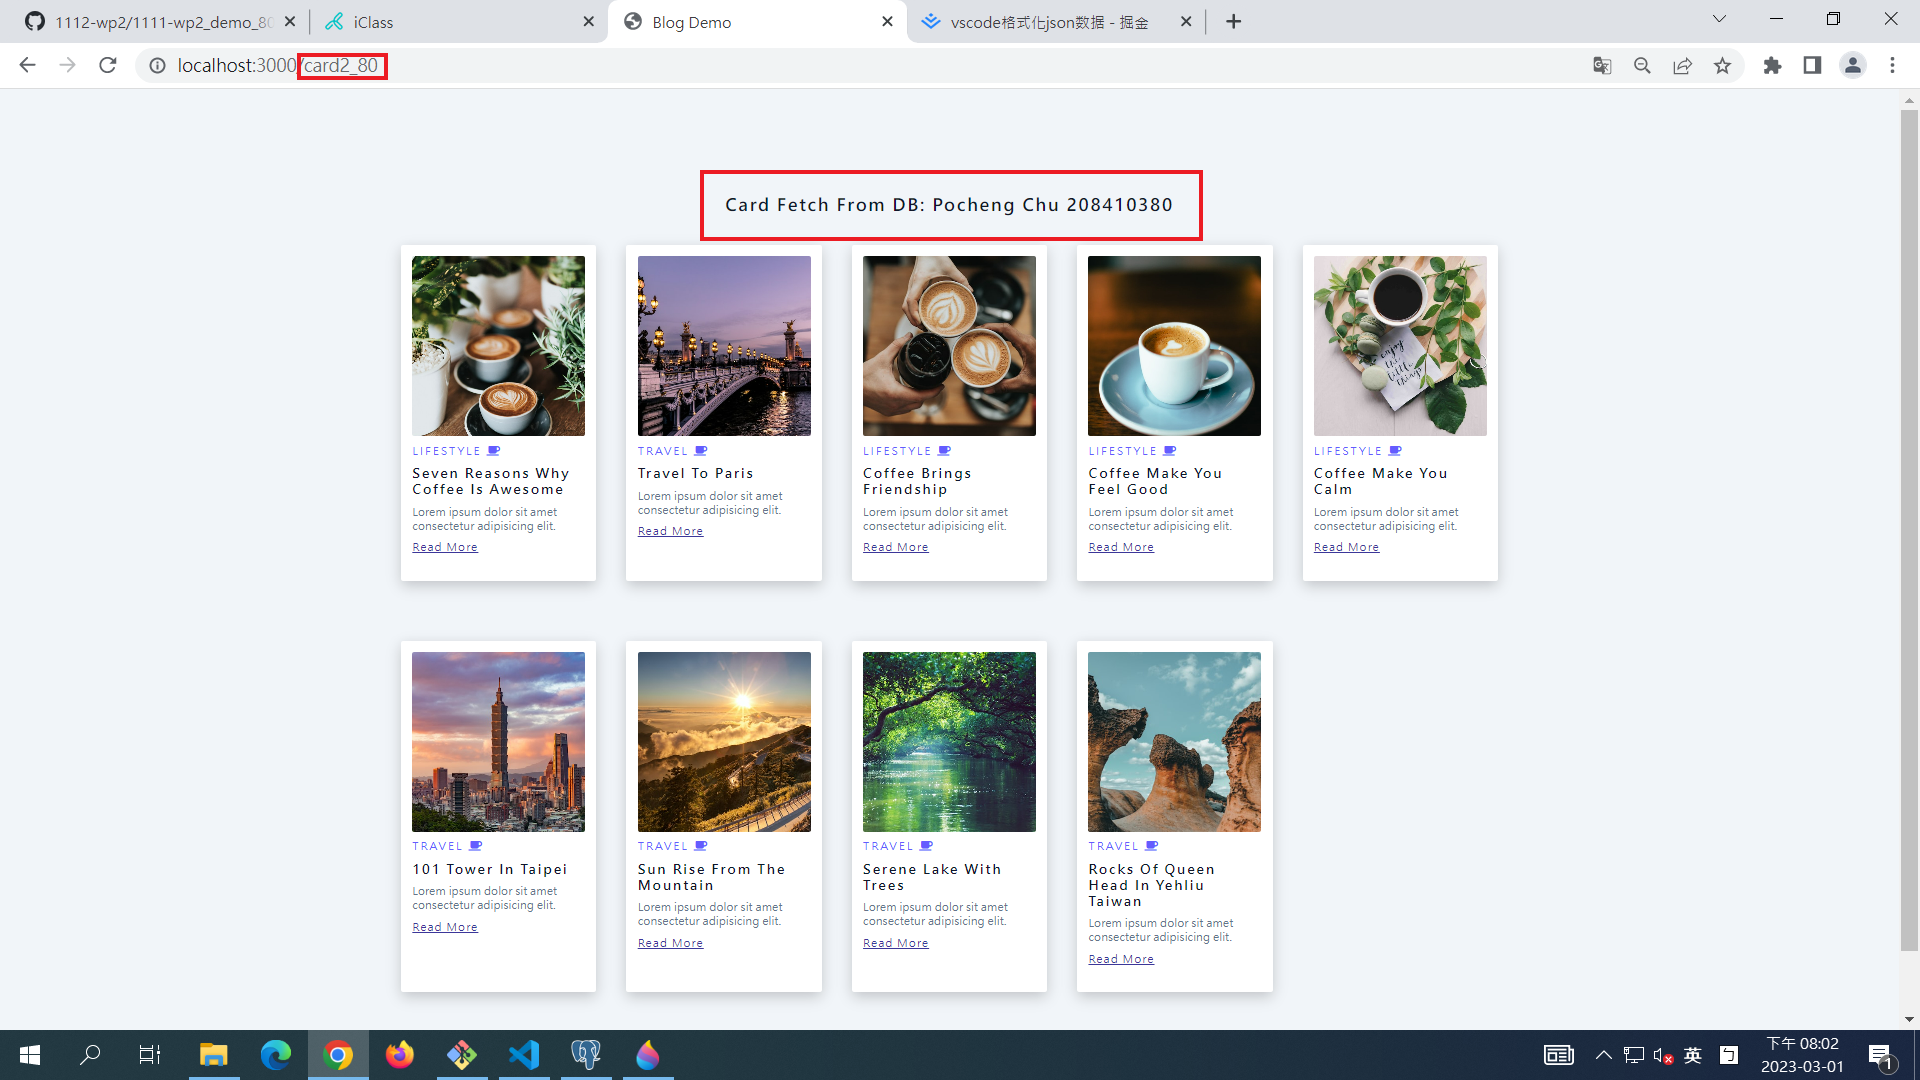 1112-wp2/1111-wp2_demo_80
iClass
Blog Demo
vscode格式化json数据 - 掘金
localhost:3000/card2_80
Card Fetch From DB: Pocheng Chu 208410380
LIFESTYLE
Seven Reasons Why
Coffee Is Awesome
Lorem ipsum dolor sit amet
consectetur adipisicing elit.
Read More
TRAVEL
Travel To Paris
Lorem ipsum dolor sit amet
consectetur adipisicing elit.
Read More
LIFESTYLE
Coffee Brings
Friendship
Lorem ipsum dolor sit amet
consectetur adipisicing elit.
Read More
LIFESTYLE
Coffee Make You
Feel Good
Lorem ipsum dolor sit amet
consectetur adipisicing elit.
Read More
enjoy
the
little
things
LIFESTYLE
Coffee Make You
Calm
Lorem ipsum dolor sit amet
consectetur adipisicing elit.
Read More
TRAVEL
101 Tower In Taipei
Lorem ipsum dolor sit amet
consectetur adipisicing elit.
Read More
TRAVEL
Sun Rise From The
Mountain
Lorem ipsum dolor sit amet
consectetur adipisicing elit.
Read More
TRAVEL
Serene Lake With
Trees
Lorem ipsum dolor sit amet
consectetur adipisicing elit.
Read More
TRAVEL
Rocks Of Queen
Head In Yehliu
Taiwan
Lorem ipsum dolor sit amet
consectetur adipisicing elit.
Read More
英
ㄅ
下午 08:02
2023-03-01
1